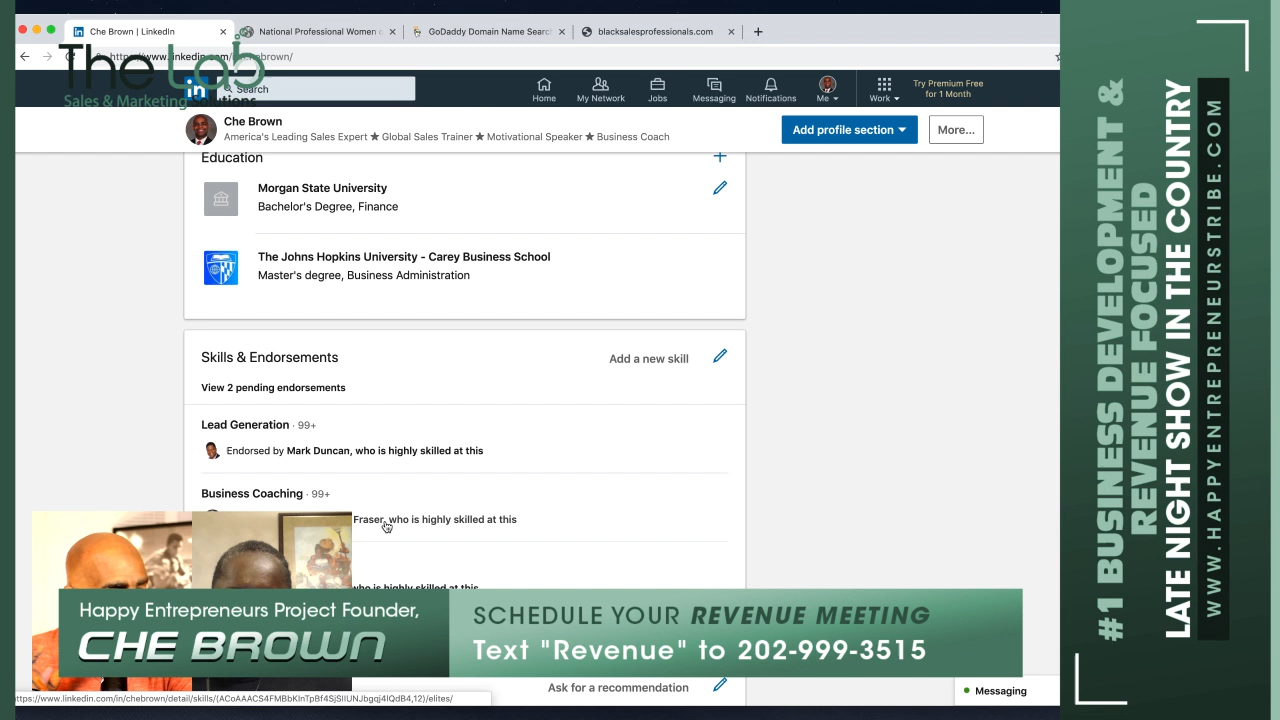 Che Brown | LinkedIn
National Professional Women
GoDaddy Domain Name Search
blacksalesprofessionals.com
The Lab
Sales & Marketing Solutions
in
Search
Home
My Network
Jobs
Messaging
Notifications
Me
Work
Try Premium Free
for 1 Month
Che Brown
America's Leading Sales Expert ★ Global Sales Trainer ★ Motivational Speaker ★ Business Coach
Add profile section
More...
Education
Morgan State University
Bachelor's Degree, Finance
The Johns Hopkins University - Carey Business School
Master's degree, Business Administration
Skills & Endorsements
Add a new skill
View 2 pending endorsements
Lead Generation · 99+
Endorsed by Mark Duncan, who is highly skilled at this
Business Coaching · 99+
Fraser, who is highly skilled at this
who is highly skilled at this
Happy Entrepreneurs Project Founder,
CHE BROWN
SCHEDULE YOUR REVENUE MEETING
Text "Revenue" to 202-999-3515
Ask for a recommendation
Messaging
#1 BUSINESS DEVELOPMENT &
REVENUE FOCUSED
LATE NIGHT SHOW IN THE COUNTRY
WWW.HAPPYENTREPRENEURSTRIBE.COM